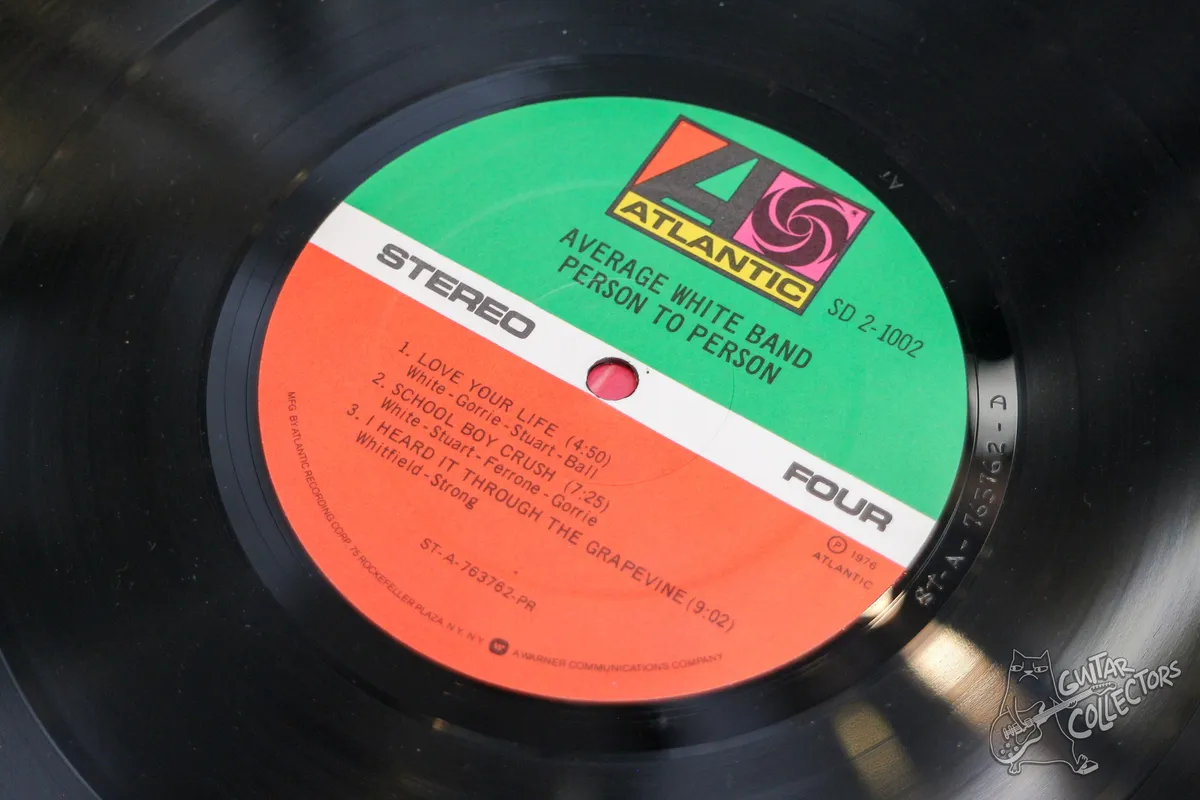 ATLANTIC
AVERAGE WHITE BAND
PERSON TO PERSON
SD 2-1002
STEREO
FOUR
1. LOVE YOUR LIFE (4:50)
White-Gorrie-Stuart-Ball
2. SCHOOL BOY CRUSH (7:25)
White-Stuart-Ferrone-Gorrie
3. I HEARD IT THROUGH THE GRAPEVINE (9:02)
Whitfield-Strong
ST-A-763762-PR
Ⓟ 1976
ATLANTIC
MFG BY ATLANTIC RECORDING CORP 75 ROCKEFELLER PLAZA N.Y. N.Y. A WARNER COMMUNICATIONS COMPANY
AT
ST-A-763762-D
GUITAR
COLLECTORS